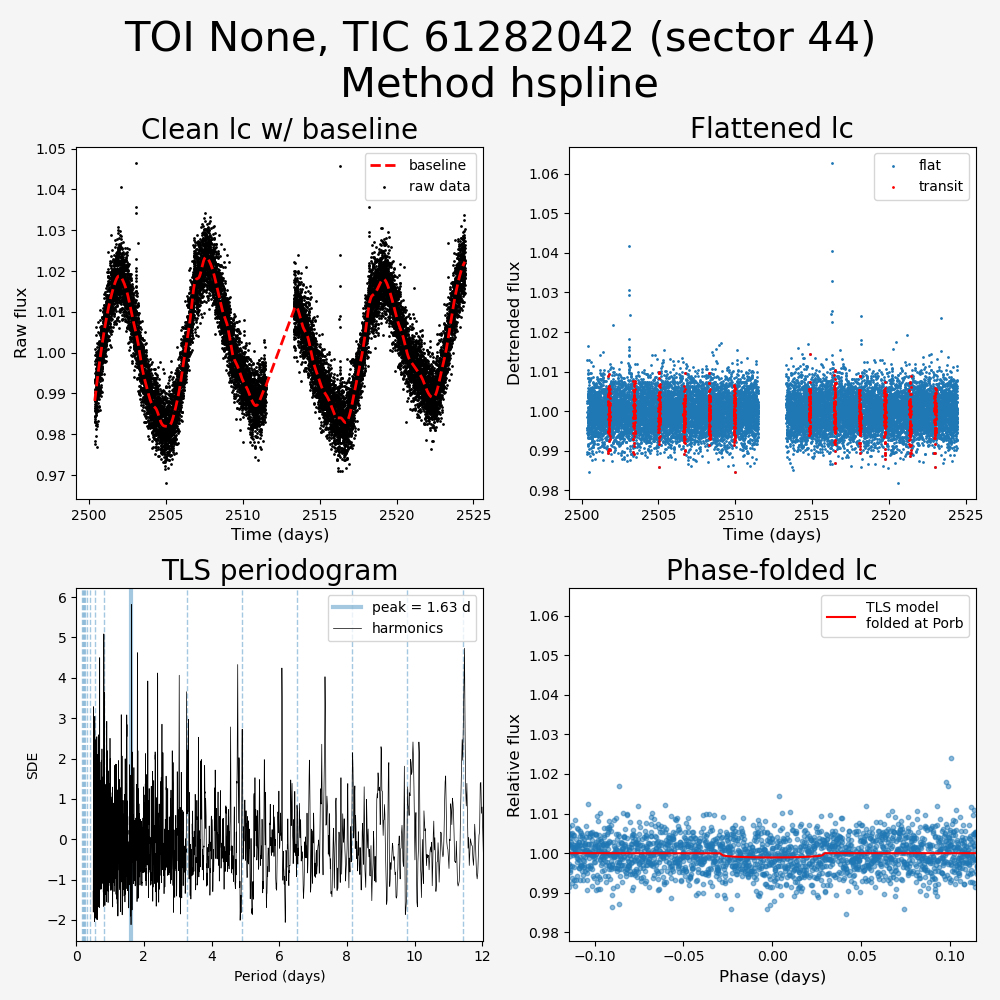 TOI None, TIC 61282042 (sector 44)
Method hspline
Clean lc w/ baseline
Raw flux
1.05
1.04
1.03
1.02
1.01
1.00
0.99
0.98
0.97
baseline
raw data
2500
2505
2510
2515
2520
2525
Time (days)
Flattened lc
Detrended flux
1.06
1.05
1.04
1.03
1.02
1.01
1.00
0.99
0.98
flat
transit
2500
2505
2510
2515
2520
2525
Time (days)
TLS periodogram
SDE
6
5
4
3
2
1
0
−1
−2
peak = 1.63 d
harmonics
0
2
4
6
8
10
12
Period (days)
Phase-folded lc
Relative flux
1.06
1.05
1.04
1.03
1.02
1.01
1.00
0.99
0.98
TLS model
folded at Porb
−0.10
−0.05
0.00
0.05
0.10
Phase (days)